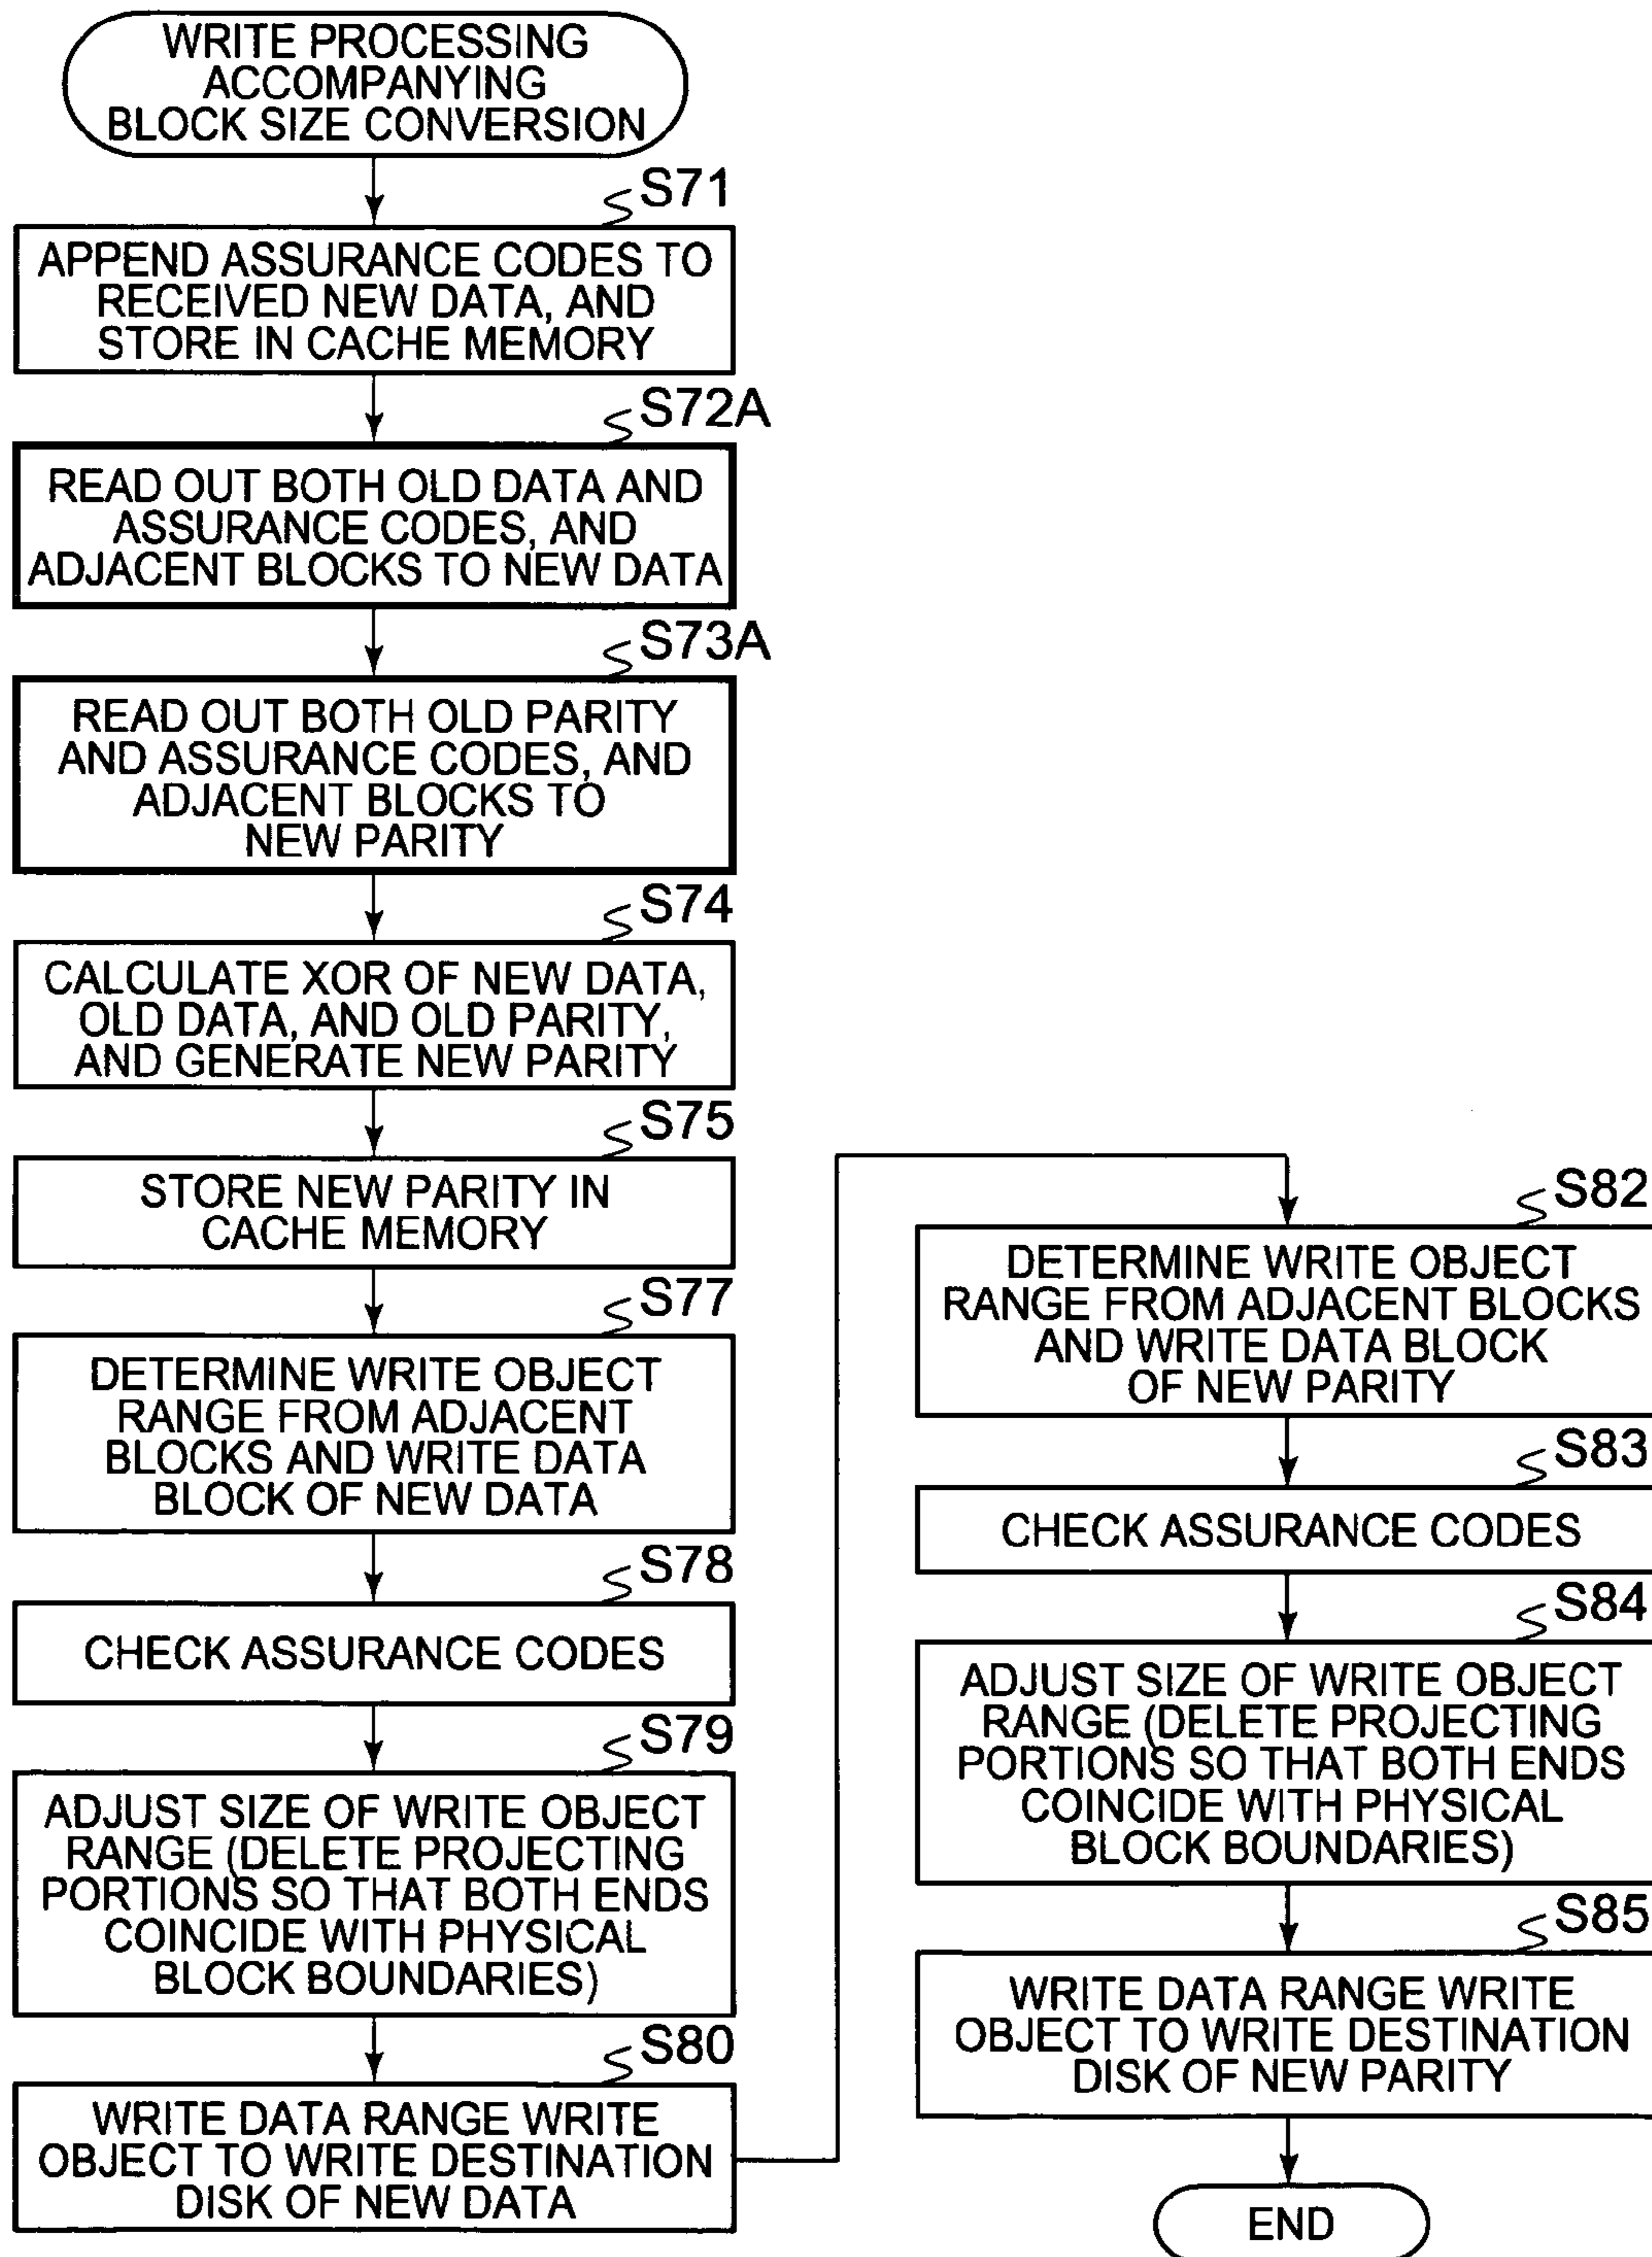 WRITE PROCESSING
ACCOMPANYING
BLOCK SIZE CONVERSION
S71
APPEND ASSURANCE CODES TO
RECEIVED NEW DATA, AND
STORE IN CACHE MEMORY
S72A
READ OUT BOTH OLD DATA AND
ASSURANCE CODES, AND
ADJACENT BLOCKS TO NEW DATA
S73A
READ OUT BOTH OLD PARITY
AND ASSURANCE CODES, AND
ADJACENT BLOCKS TO
NEW PARITY
S74
CALCULATE XOR OF NEW DATA,
OLD DATA, AND OLD PARITY,
AND GENERATE NEW PARITY
S75
STORE NEW PARITY IN
CACHE MEMORY
S77
DETERMINE WRITE OBJECT
RANGE FROM ADJACENT
BLOCKS AND WRITE DATA
BLOCK OF NEW DATA
S78
CHECK ASSURANCE CODES
S79
ADJUST SIZE OF WRITE OBJECT
RANGE (DELETE PROJECTING
PORTIONS SO THAT BOTH ENDS
COINCIDE WITH PHYSICAL
BLOCK BOUNDARIES)
S80
WRITE DATA RANGE WRITE
OBJECT TO WRITE DESTINATION
DISK OF NEW DATA
S82
DETERMINE WRITE OBJECT
RANGE FROM ADJACENT BLOCKS
AND WRITE DATA BLOCK
OF NEW PARITY
S83
CHECK ASSURANCE CODES
S84
ADJUST SIZE OF WRITE OBJECT
RANGE (DELETE PROJECTING
PORTIONS SO THAT BOTH ENDS
COINCIDE WITH PHYSICAL
BLOCK BOUNDARIES)
S85
WRITE DATA RANGE WRITE
OBJECT TO WRITE DESTINATION
DISK OF NEW PARITY
END